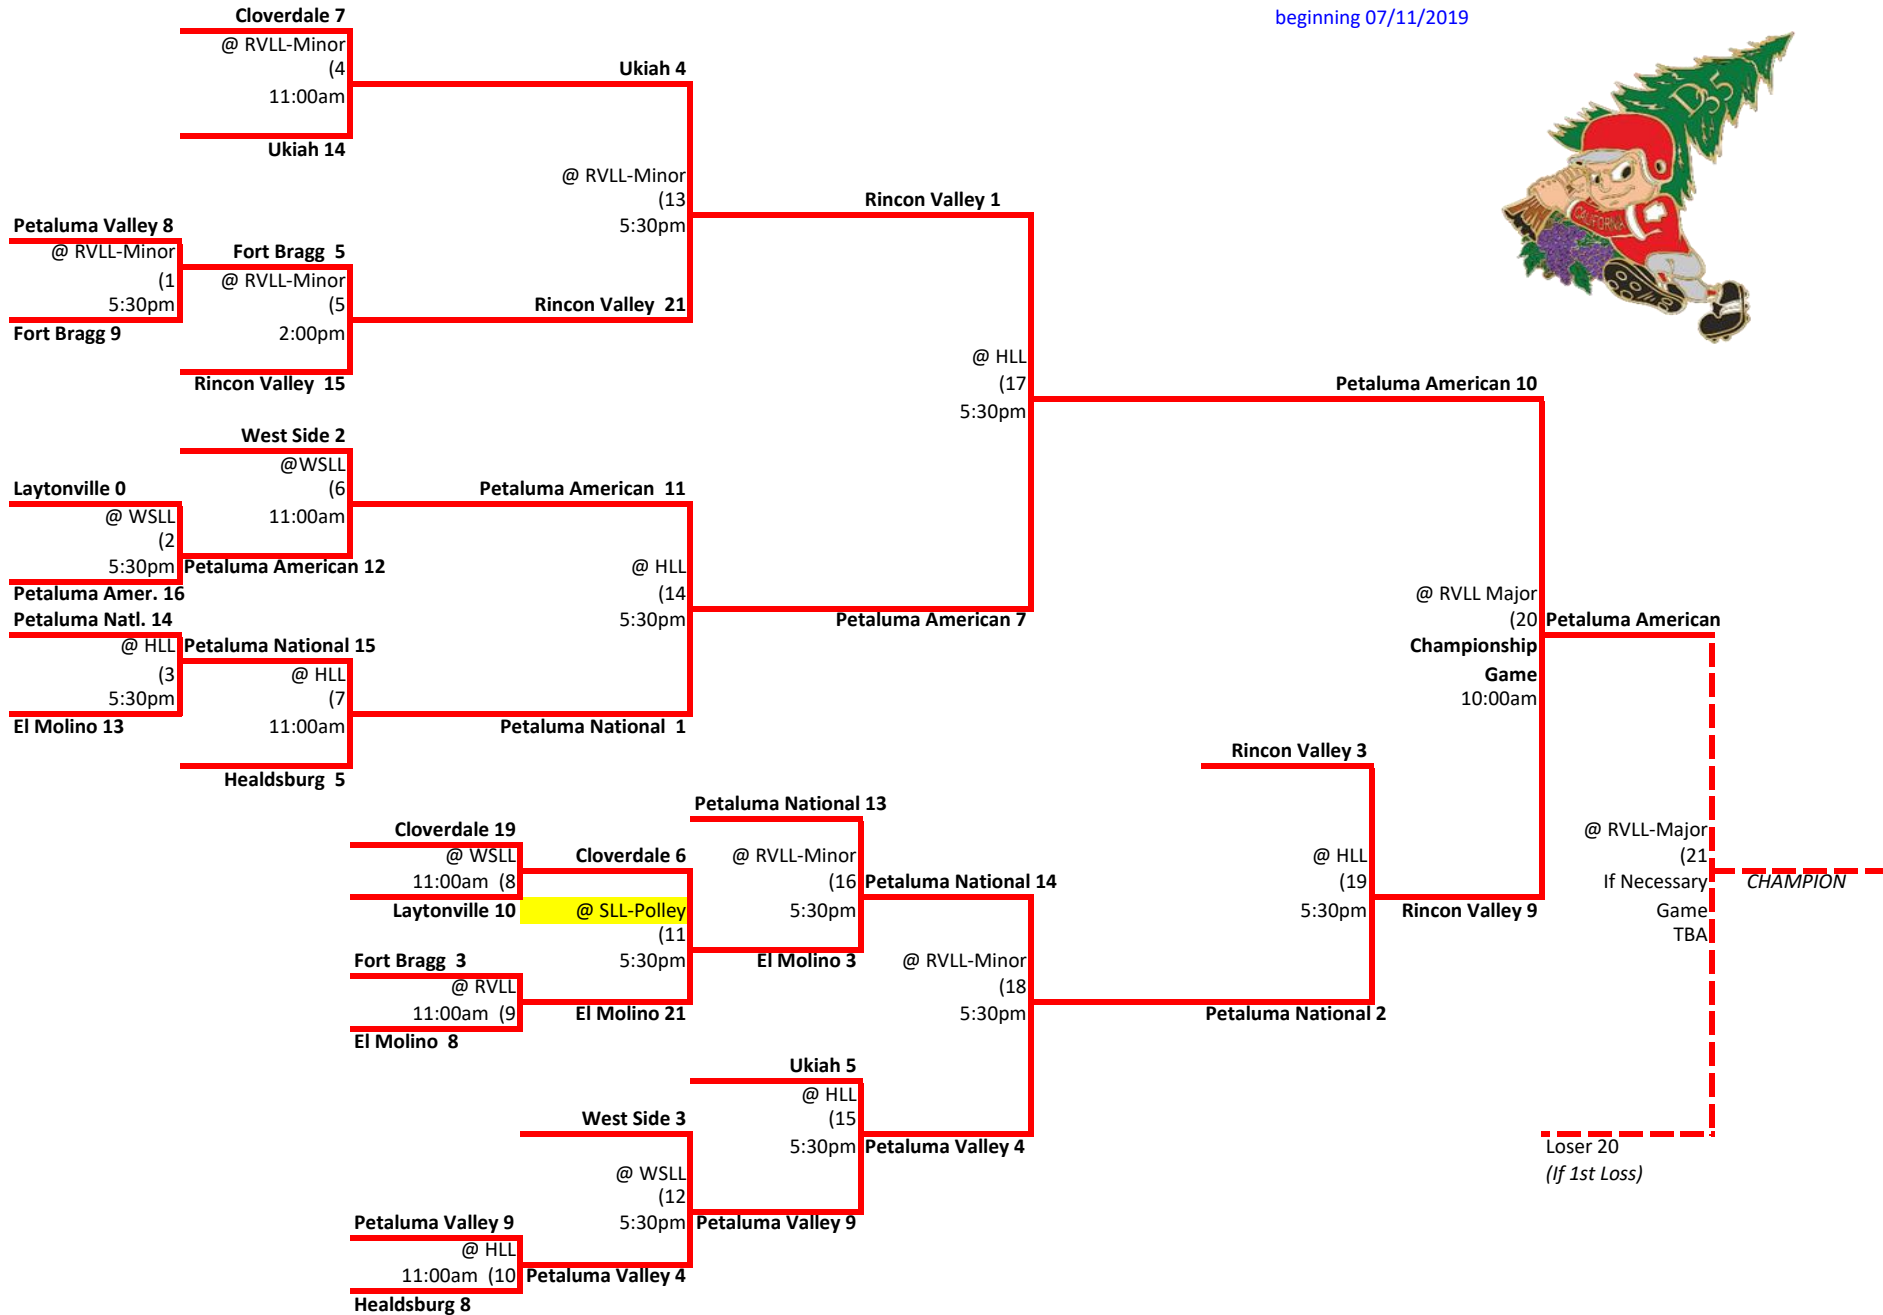 beginning 07/11/2019
D35
CALIFORNIA
Cloverdale 7
@ RVLL-Minor
(4
11:00am
Ukiah 14
Ukiah 4
@ RVLL-Minor
(13
5:30pm
Petaluma Valley 8
@ RVLL-Minor
(1
5:30pm
Fort Bragg 9
Fort Bragg 5
@ RVLL-Minor
(5
2:00pm
Rincon Valley 15
Rincon Valley 21
Rincon Valley 1
@ HLL
(17
5:30pm
West Side 2
@WSLL
(6
11:00am
Laytonville 0
@ WSLL
(2
5:30pm
Petaluma Amer. 16
Petaluma American 12
Petaluma American 11
@ HLL
(14
5:30pm
Petaluma Natl. 14
@ HLL
(3
5:30pm
El Molino 13
Petaluma National 15
@ HLL
(7
11:00am
Healdsburg 5
Petaluma National 1
Petaluma American 7
Petaluma American 10
@ RVLL Major
(20
Championship
Game
10:00am
Petaluma American
Rincon Valley 3
@ HLL
(19
5:30pm
Rincon Valley 9
Petaluma National 13
@ RVLL-Minor
(16
5:30pm
Cloverdale 19
@ WSLL
11:00am (8
Laytonville 10
Cloverdale 6
@ SLL-Polley
(11
5:30pm
Fort Bragg 3
@ RVLL
11:00am (9
El Molino 8
El Molino 21
El Molino 3
Petaluma National 14
@ RVLL-Minor
(18
5:30pm
Petaluma National 2
Ukiah 5
@ HLL
(15
5:30pm
Petaluma Valley 4
West Side 3
@ WSLL
(12
5:30pm
Petaluma Valley 9
Petaluma Valley 9
@ HLL
11:00am (10
Healdsburg 8
Petaluma Valley 4
@ RVLL-Major
(21
If Necessary
Game
TBA
CHAMPION
Loser 20
(If 1st Loss)